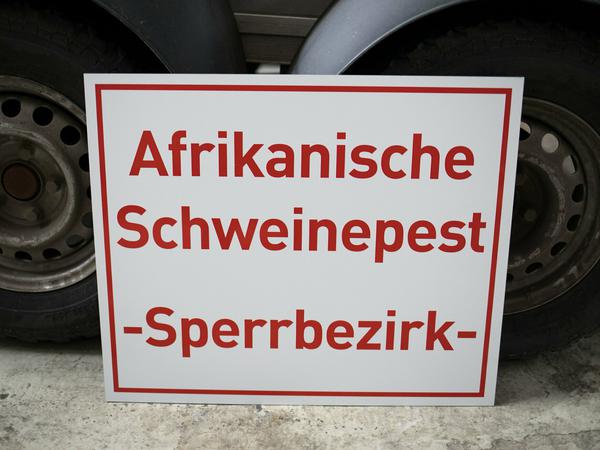 Afrikanische
Schweinepest
-Sperrbezirk-